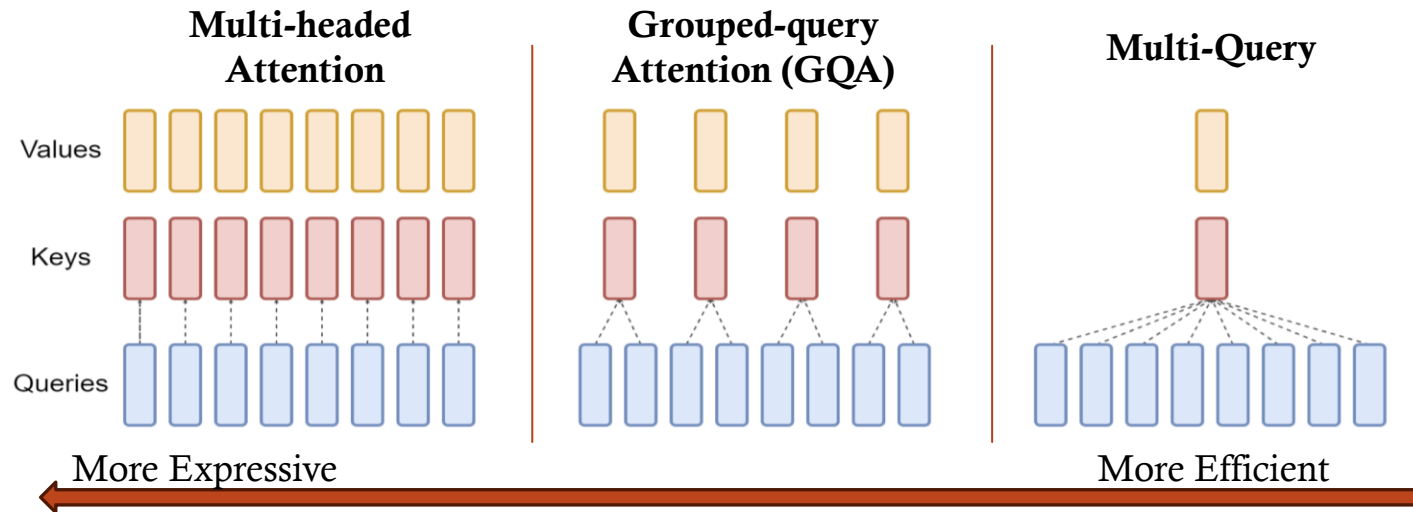 Multi-headed
Attention
Grouped-query
Attention (GQA)
Multi-Query
Values
Keys
Queries
More Expressive
More Efficient